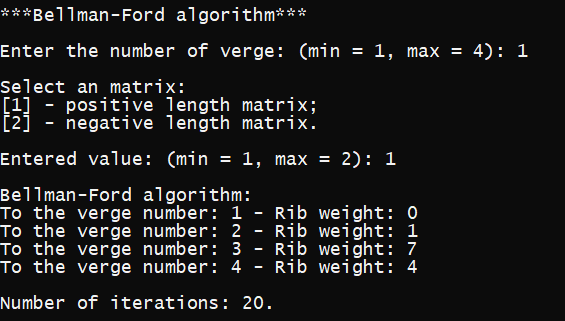 ***Bellman-Ford algorithm***
Enter the number of verge: (min = 1, max = 4): 1
Select an matrix:
[1] - positive length matrix;
[2] - negative length matrix.
Entered value: (min = 1, max = 2): 1
Bellman-Ford algorithm:
To the verge number: 1 - Rib weight: 0
To the verge number: 2 - Rib weight: 1
To the verge number: 3 - Rib weight: 7
To the verge number: 4 - Rib weight: 4
Number of iterations: 20.